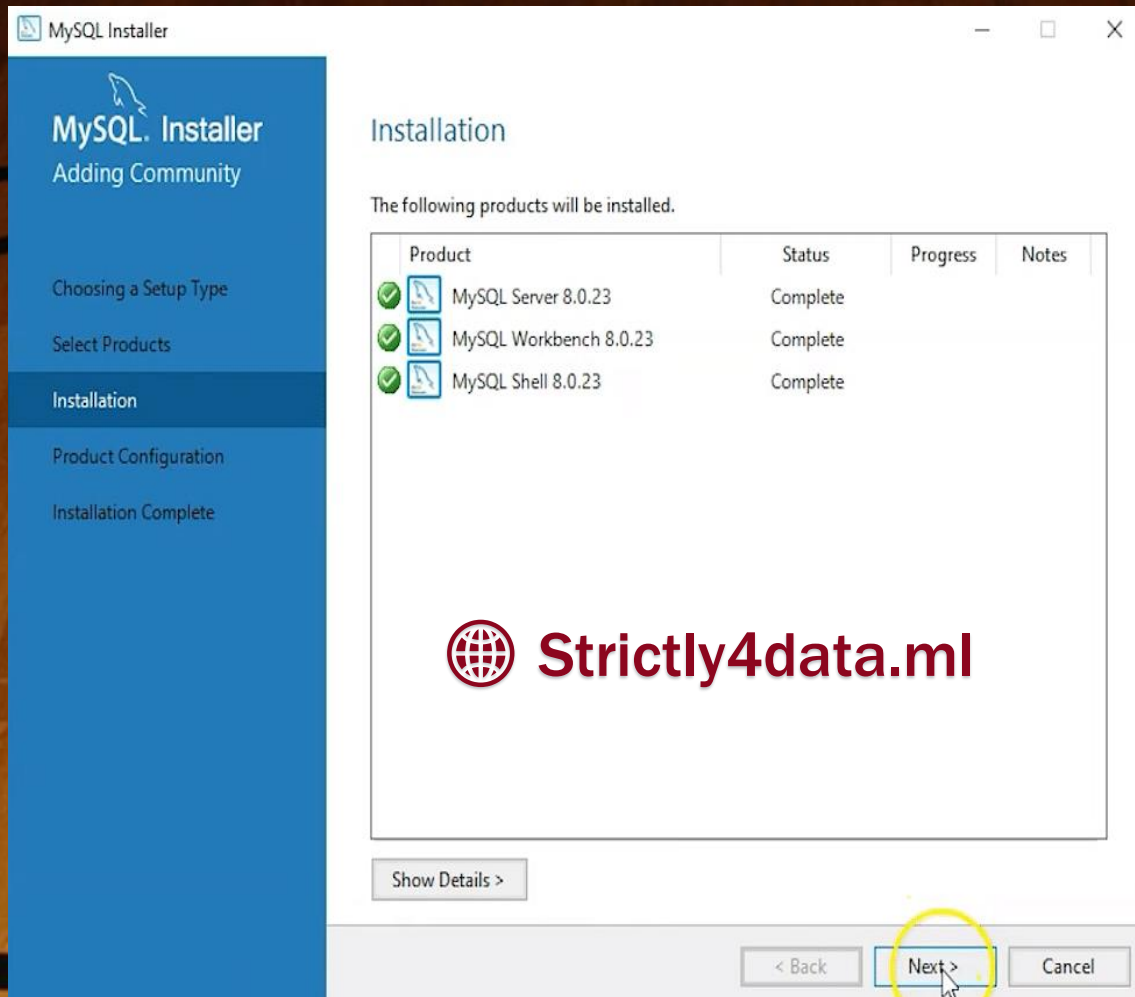 MySQL Installer
MySQL. Installer
Adding Community
Choosing a Setup Type
Select Products
Installation
Product Configuration
Installation Complete
Installation
The following products will be installed.
Product Status Progress Notes
MySQL Server 8.0.23 Complete
MySQL Workbench 8.0.23 Complete
MySQL Shell 8.0.23 Complete
Strictly4data.ml
Show Details >
< Back Next > Cancel